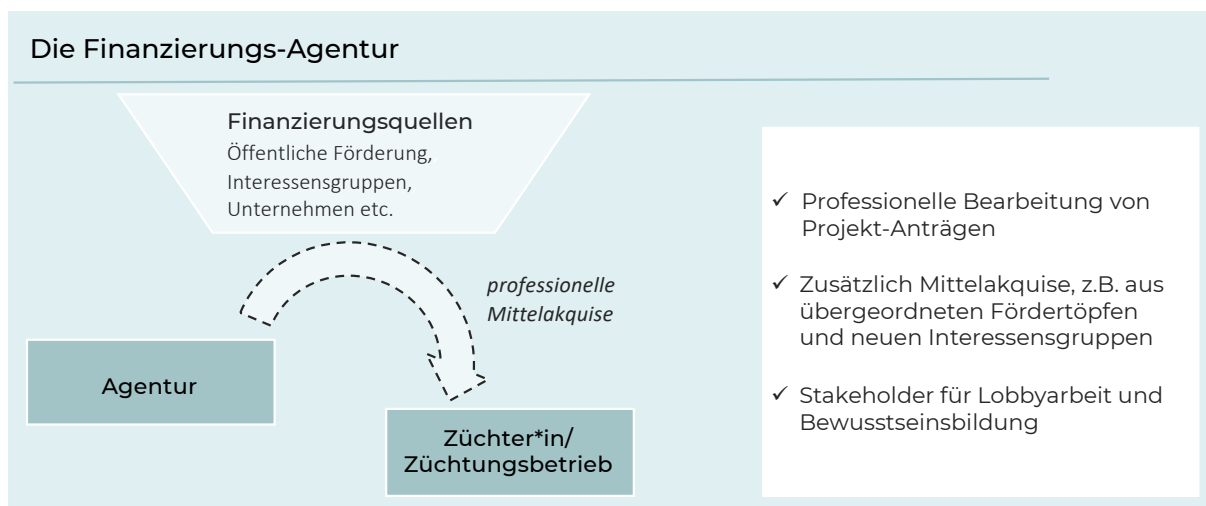 Die Finanzierungs-Agentur
Finanzierungsquellen
Öffentliche Förderung,
Interessensgruppen,
Unternehmen etc.
professionelle
Mittelakquise
Agentur
Züchter*in/
Züchtungsbetrieb
✓ Professionelle Bearbeitung von
Projekt-Anträgen
✓ Zusätzlich Mittelakquise, z.B. aus
übergeordneten Fördertöpfen
und neuen Interessensgruppen
✓ Stakeholder für Lobbyarbeit und
Bewusstseinsbildung